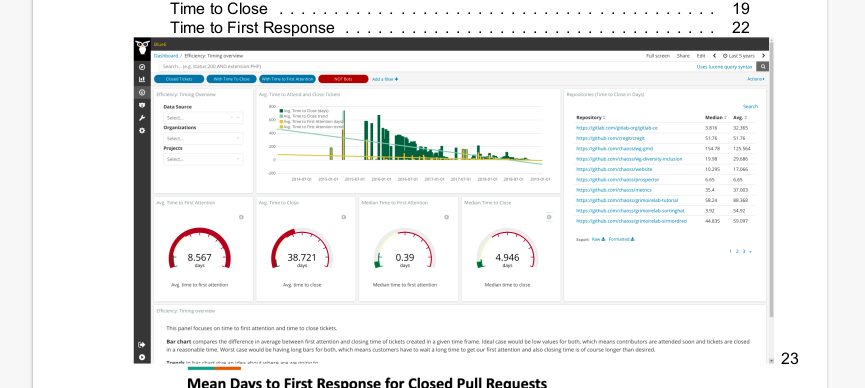 Time to Close . . . . . . . . . . . . . . . . . . . . . . . . . . . . . . . . . . . . . . . . 19
Time to First Response . . . . . . . . . . . . . . . . . . . . . . . . . . . . . . . . . . 22
Dashboard / Efficiency: Timing overview
Full screen Share Edit Last 5 years
Search... (e.g. status:200 AND extension:PHP)
Uses lucene query syntax
Closed Tickets With Time To Close With Time to First Attention NOT Bots Add a filter +
Actions
Efficiency: Timing Overview
Data Source
Select...
Organizations
Select...
Projects
Select...
Avg. Time to Attend and Close Tickets
Avg. Time to Close (days)
Avg. Time to Close trend
Avg. Time to First Attention (days)
Avg. Time to First Attention trend
800
600
400
200
0
-200
2014-07-01 2015-01-01 2015-07-01 2016-01-01 2016-07-01 2017-01-01 2017-07-01 2018-01-01 2018-07-01 2019-01-01
Repositories (Time to Close in Days)
Search
Repository Median Avg.
https://gitlab.com/gitlab-org/gitlab-ce 3.816 32.365
https://github.com/cregit/cregit 51.76 51.76
https://github.com/chaoss/wg-gmd 154.78 125.564
https://github.com/chaoss/wg-diversity-inclusion 19.98 29.686
https://github.com/chaoss/website 10.295 17.066
https://github.com/chaoss/prospector 6.65 6.65
https://github.com/chaoss/metrics 35.4 37.003
https://github.com/chaoss/grimoirelab-tutorial 58.24 88.368
https://github.com/chaoss/grimoirelab-sortinghat 3.92 54.92
https://github.com/chaoss/grimoirelab-sirmordred 44.835 59.097
Export: Raw Formatted
1 2 3 »
Avg. Time to First Attention
8.567
days
Avg. time to first attention
Avg. Time to Close
38.721
days
Avg. time to close
Median Time to First Attention
0.39
days
Median time to first attention
Median Time to Close
4.946
days
Median time to close
Efficiency: Timing overview
This panel focuses on time to first attention and time to close tickets.
Bar chart compares the difference in average between first attention and closing time of tickets created in a given time frame. Ideal case would be low values for both, which means contributors are attended soon and tickets are closed
in a reasonable time. Worst case would be having long bars for both, which means customers have to wait a long time to get our first attention and also closing time is of course longer than desired.
Trends in bar chart give an idea about where we are going to.
23
Mean Days to First Response for Closed Pull Requests